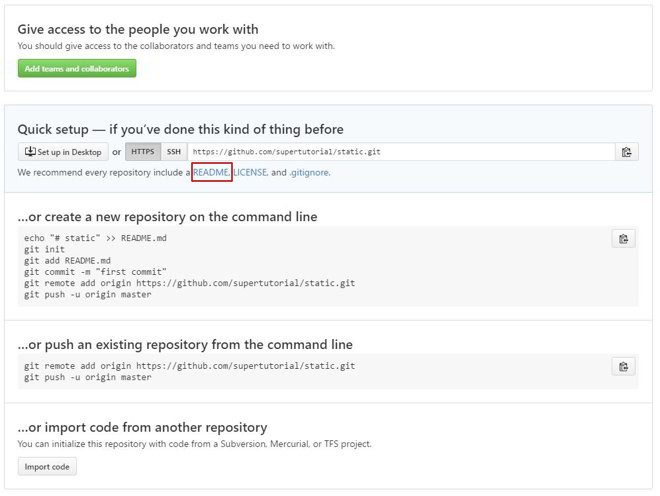 Give access to the people you work with
You should give access to the collaborators and teams you need to work with.
Add teams and collaborators
Quick setup — if you've done this kind of thing before
Set up in Desktop or HTTPS SSH https://github.com/supertutorial/static.git
We recommend every repository include a README, LICENSE, and .gitignore.
...or create a new repository on the command line
echo "# static" >> README.md
git init
git add README.md
git commit -m "first commit"
git remote add origin https://github.com/supertutorial/static.git
git push -u origin master
...or push an existing repository from the command line
git remote add origin https://github.com/supertutorial/static.git
git push -u origin master
...or import code from another repository
You can initialize this repository with code from a Subversion, Mercurial, or TFS project.
Import code